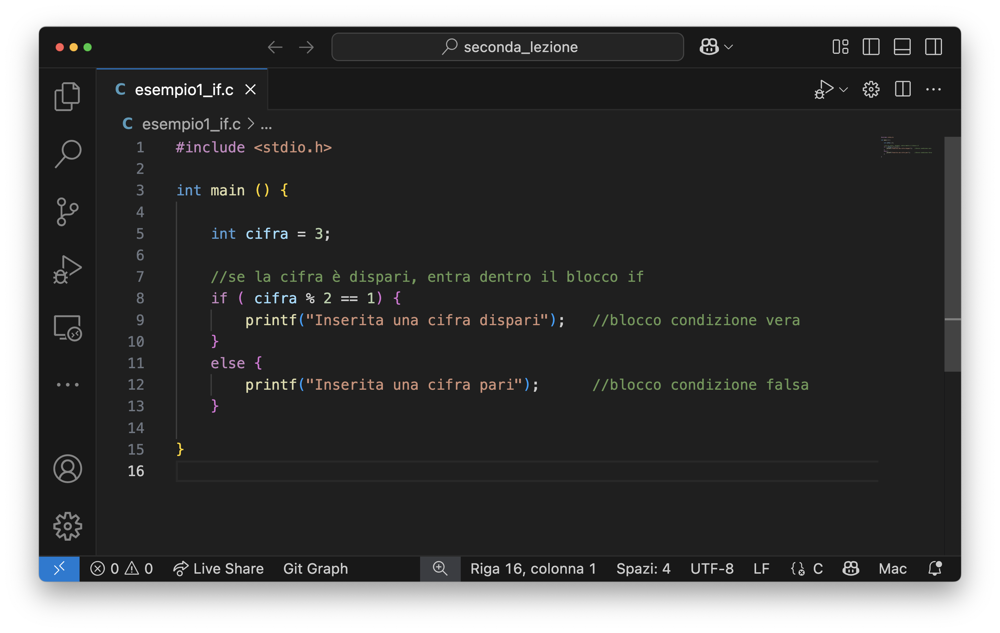 seconda_lezione
C esempio1_if.c
C esempio1_if.c > ...
1 #include <stdio.h>
2
3 int main () {
4
5 int cifra = 3;
6
7 //se la cifra è dispari, entra dentro il blocco if
8 if ( cifra % 2 == 1) {
9 printf("Inserita una cifra dispari"); //blocco condizione vera
10 }
11 else {
12 printf("Inserita una cifra pari"); //blocco condizione falsa
13 }
14
15 }
16
0 0 Live Share Git Graph Riga 16, colonna 1 Spazi: 4 UTF-8 LF {} C Mac